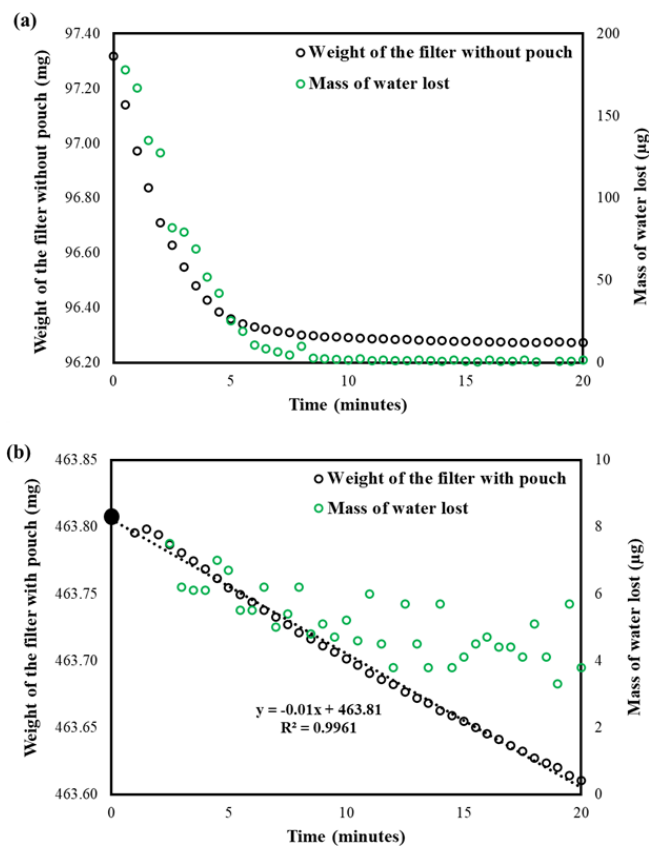 (a)
97.40
97.20
97.00
96.80
96.60
96.40
96.20
Weight of the filter without pouch (mg)
Weight of the filter without pouch
Mass of water lost
200
150
100
50
0
Mass of water lost (µg)
0
5
10
15
20
Time (minutes)
(b)
463.85
463.80
463.75
463.70
463.65
463.60
Weight of the filter with pouch (mg)
Weight of the filter with pouch
Mass of water lost
y = -0.01x + 463.81
R² = 0.9961
10
8
6
4
2
0
Mass of water lost (µg)
0
5
10
15
20
Time (minutes)